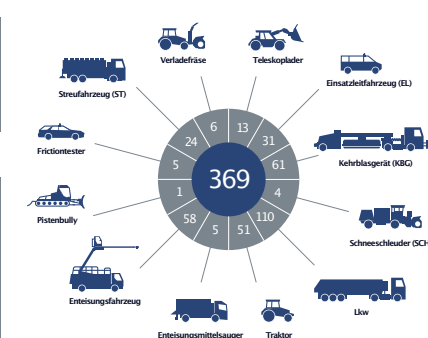 Verladefräse
Teleskoplader
Streufahrzeug (ST)
Einsatzleitfahrzeug (EL)
6
13
24
31
Frictiontester
5
61
Kehrblasgerät (KBG)
369
1
4
Pistenbully
58
110
5
51
Schneeschleuder (SCH
Enteisungsfahrzeug
Lkw
Enteisungsmittelsauger
Traktor